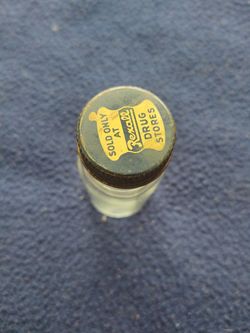 SOLD ONLY
AT
Rexall
DRUG
STORES